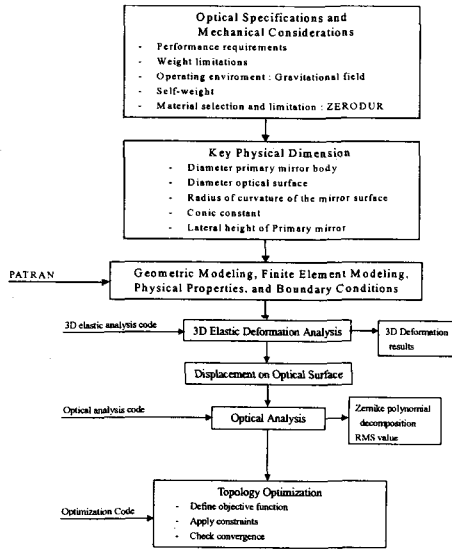 Optical Specifications and
Mechanical Considerations
- Performance requirements
- Weight limitations
- Operating enviroment : Gravitational field
- Self-weight
- Material selection and limitation : ZERODUR
Key Physical Dimension
- Diameter primary mirror body
- Diameter optical surface
- Radius of curvature of the mirror surface
- Conic constant
- Lateral height of Primary mirror
PATRAN
Geometric Modeling, Finite Element Modeling,
Physical Properties, and Boundary Conditions
3D elastic analysis code
3D Elastic Deformation Analysis
3D Deformation
results
Displacement on Optical Surface
Optical analysis code
Optical Analysis
Zernike polynomial
decomposition
RMS value
Topology Optimization
- Define objective function
- Apply constraints
- Check convergence
Optimization Code